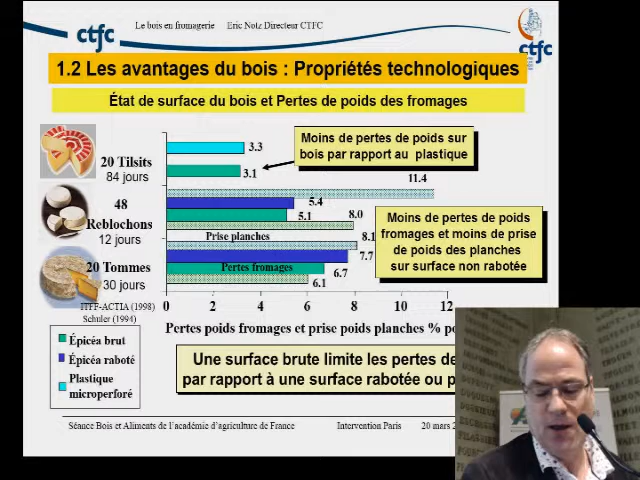 Le bois en fromagerie Eric Notz Directeur CTFC
ctfc
ctfc
1.2 Les avantages du bois : Propriétés technologiques
État de surface du bois et Pertes de poids des fromages
20 Tilsits
84 jours
3.3
3.1
Moins de pertes de poids sur
bois par rapport au plastique
48
Reblochons
12 jours
11.4
5.4
5.1
8.0
Prise planches
20 Tommes
30 jours
8.1
7.7
Pertes fromages
6.7
6.1
Moins de pertes de poids
fromages et moins de prise
de poids des planches
sur surface non rabotée
ITFF-ACTIA (1998)
Schuler (1994)
0 2 4 6 8 10 12
Pertes poids fromages et prise poids planches % po
Épicéa brut
Épicéa raboté
Plastique
microperforé
Une surface brute limite les pertes de
par rapport à une surface rabotée ou p
Séance Bois et Aliments de l'académie d'agriculture de France Intervention Paris 20 mars 2